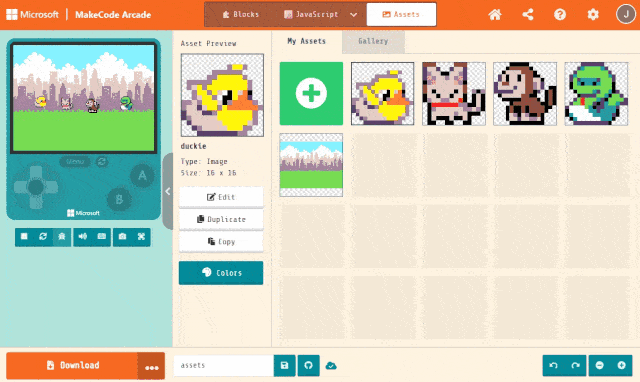 Microsoft | MakeCode Arcade
Blocks
JavaScript
Assets
J
Asset Preview
My Assets
Gallery
duckie
Type: Image
Size: 16 x 16
Edit
Duplicate
Copy
Colors
Menu
A
B
Microsoft
Download
assets